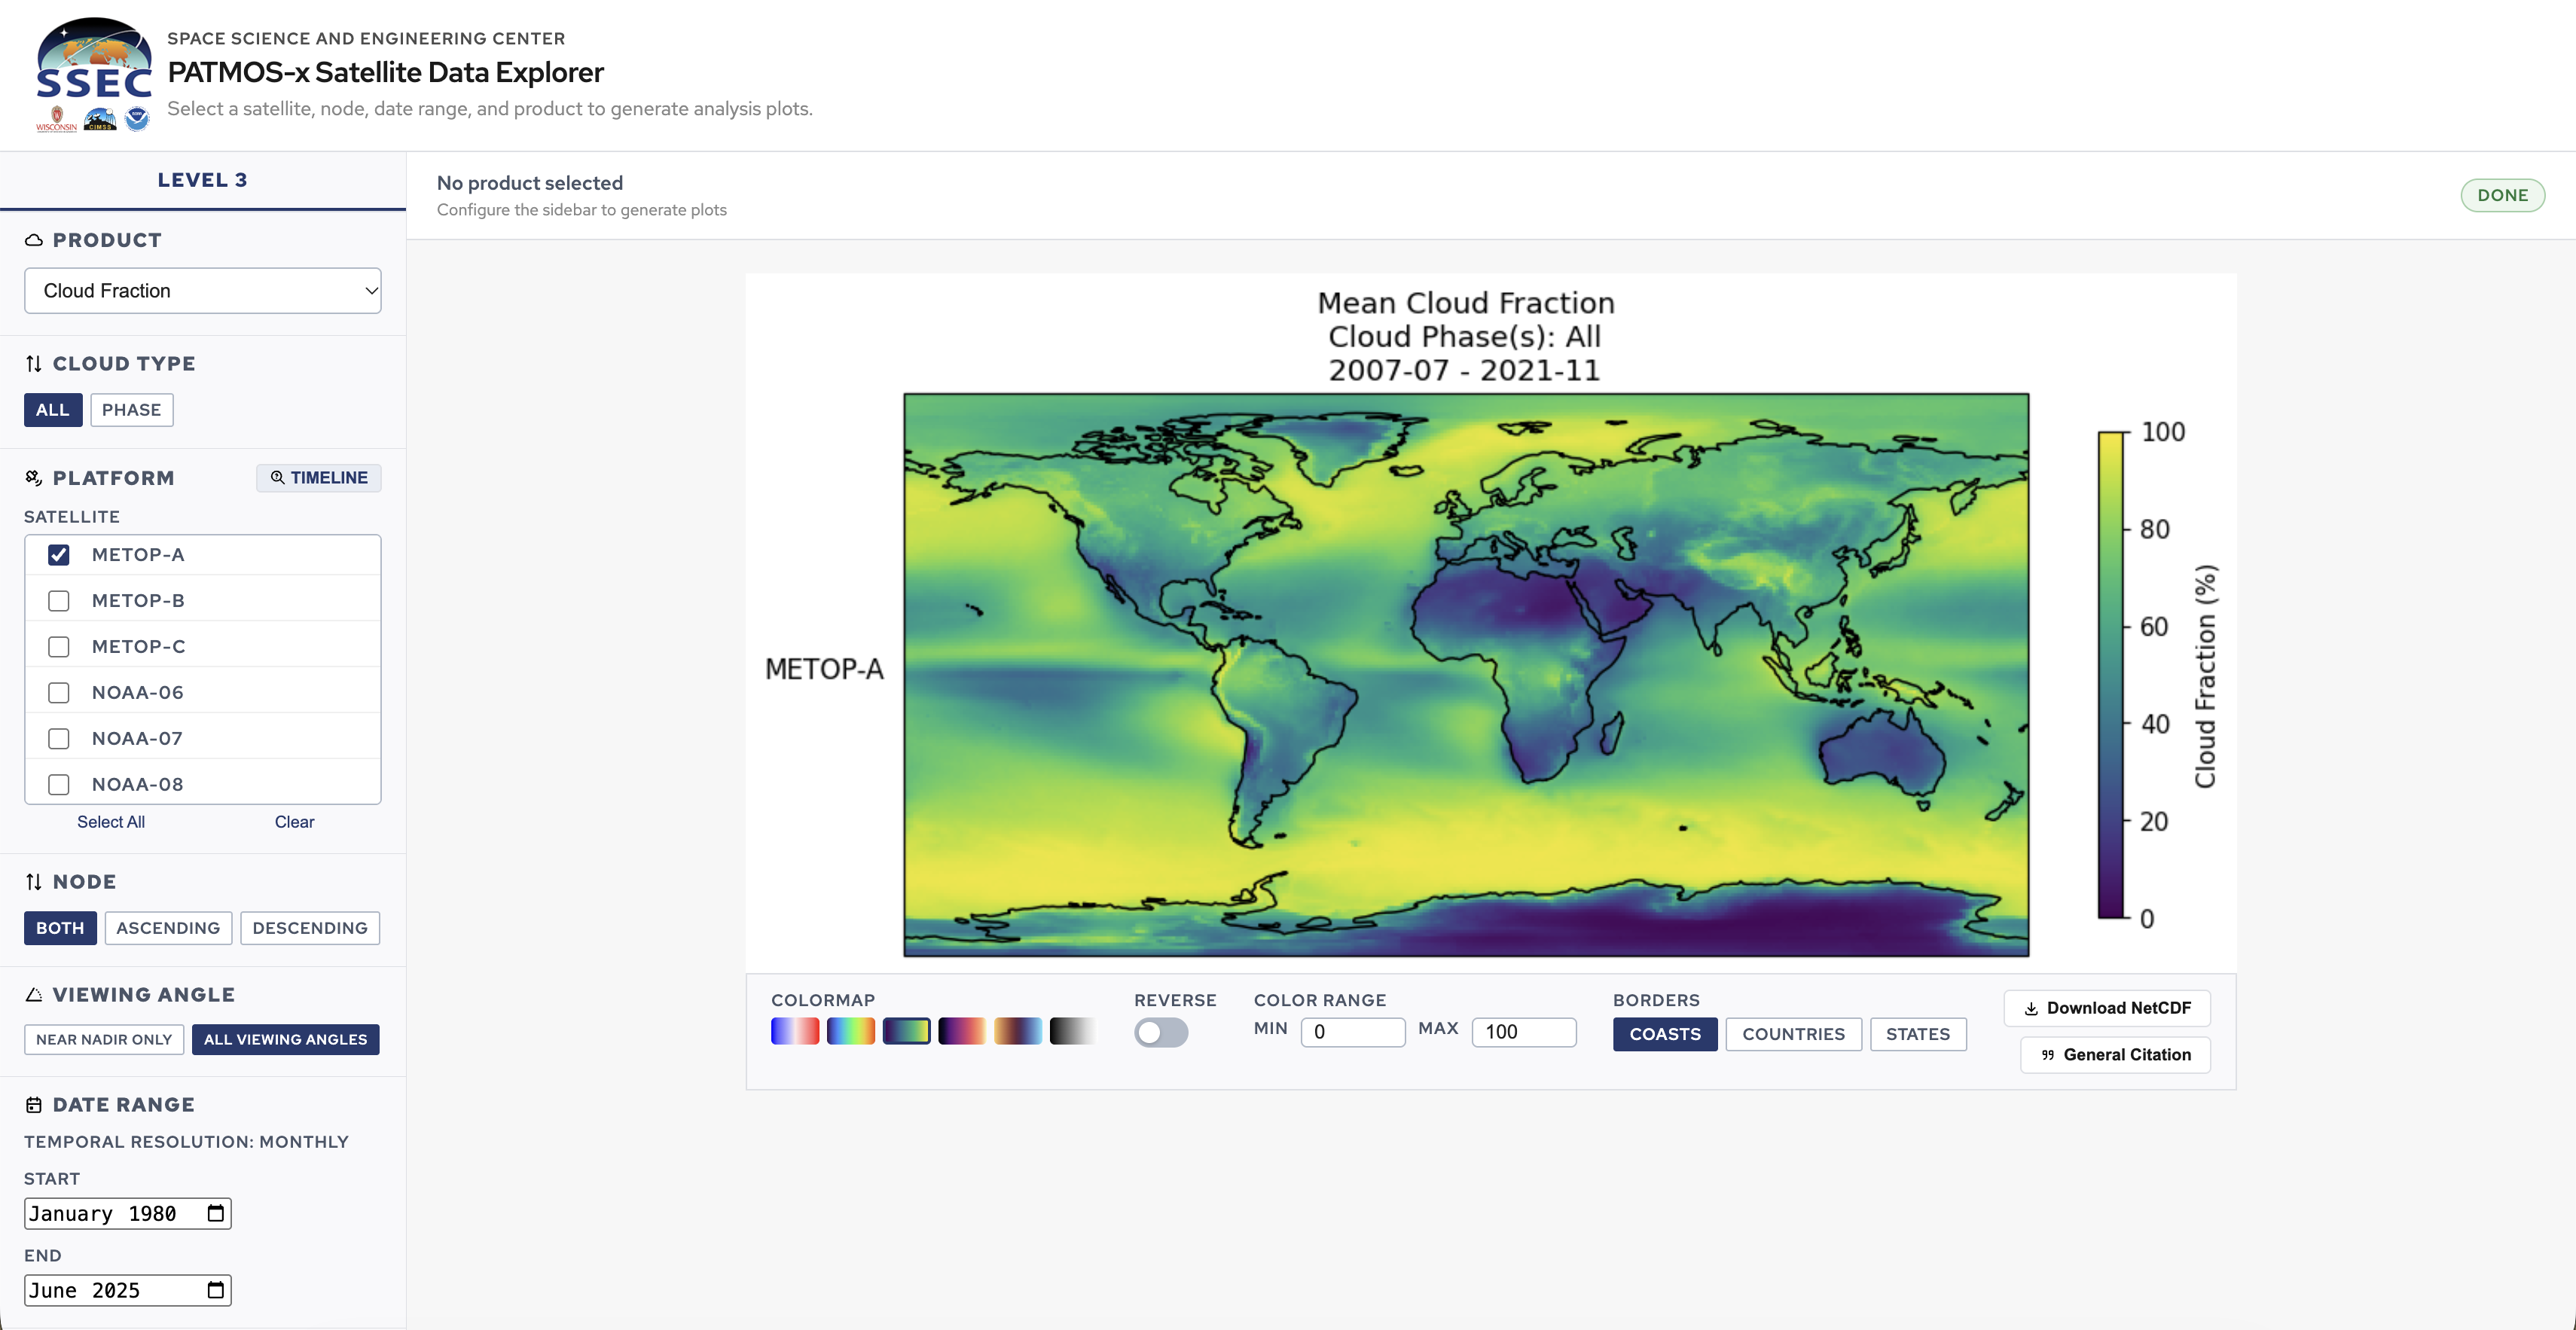 SPACE SCIENCE AND ENGINEERING CENTER
PATMOS-x Satellite Data Explorer
Select a satellite, node, date range, and product to generate analysis plots.
SSEC
WISCONSIN
CIMSS
LEVEL 3
PRODUCT
Cloud Fraction
CLOUD TYPE
ALL
PHASE
PLATFORM
TIMELINE
SATELLITE
METOP-A
METOP-B
METOP-C
NOAA-06
NOAA-07
NOAA-08
Select All
Clear
NODE
BOTH
ASCENDING
DESCENDING
VIEWING ANGLE
NEAR NADIR ONLY
ALL VIEWING ANGLES
DATE RANGE
TEMPORAL RESOLUTION: MONTHLY
START
January 1980
END
June 2025
No product selected
Configure the sidebar to generate plots
DONE
Mean Cloud Fraction
Cloud Phase(s): All
2007-07 - 2021-11
METOP-A
100
80
60
40
20
0
Cloud Fraction (%)
COLORMAP
REVERSE
COLOR RANGE
MIN
0
MAX
100
BORDERS
COASTS
COUNTRIES
STATES
Download NetCDF
General Citation